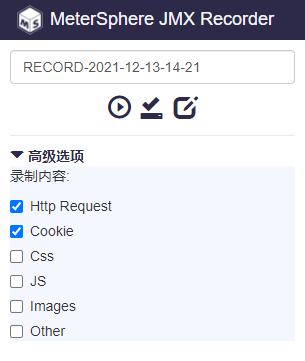 MeterSphere JMX Recorder
RECORD-2021-12-13-14-21
高级选项
录制内容:
Http Request
Cookie
Css
JS
Images
Other